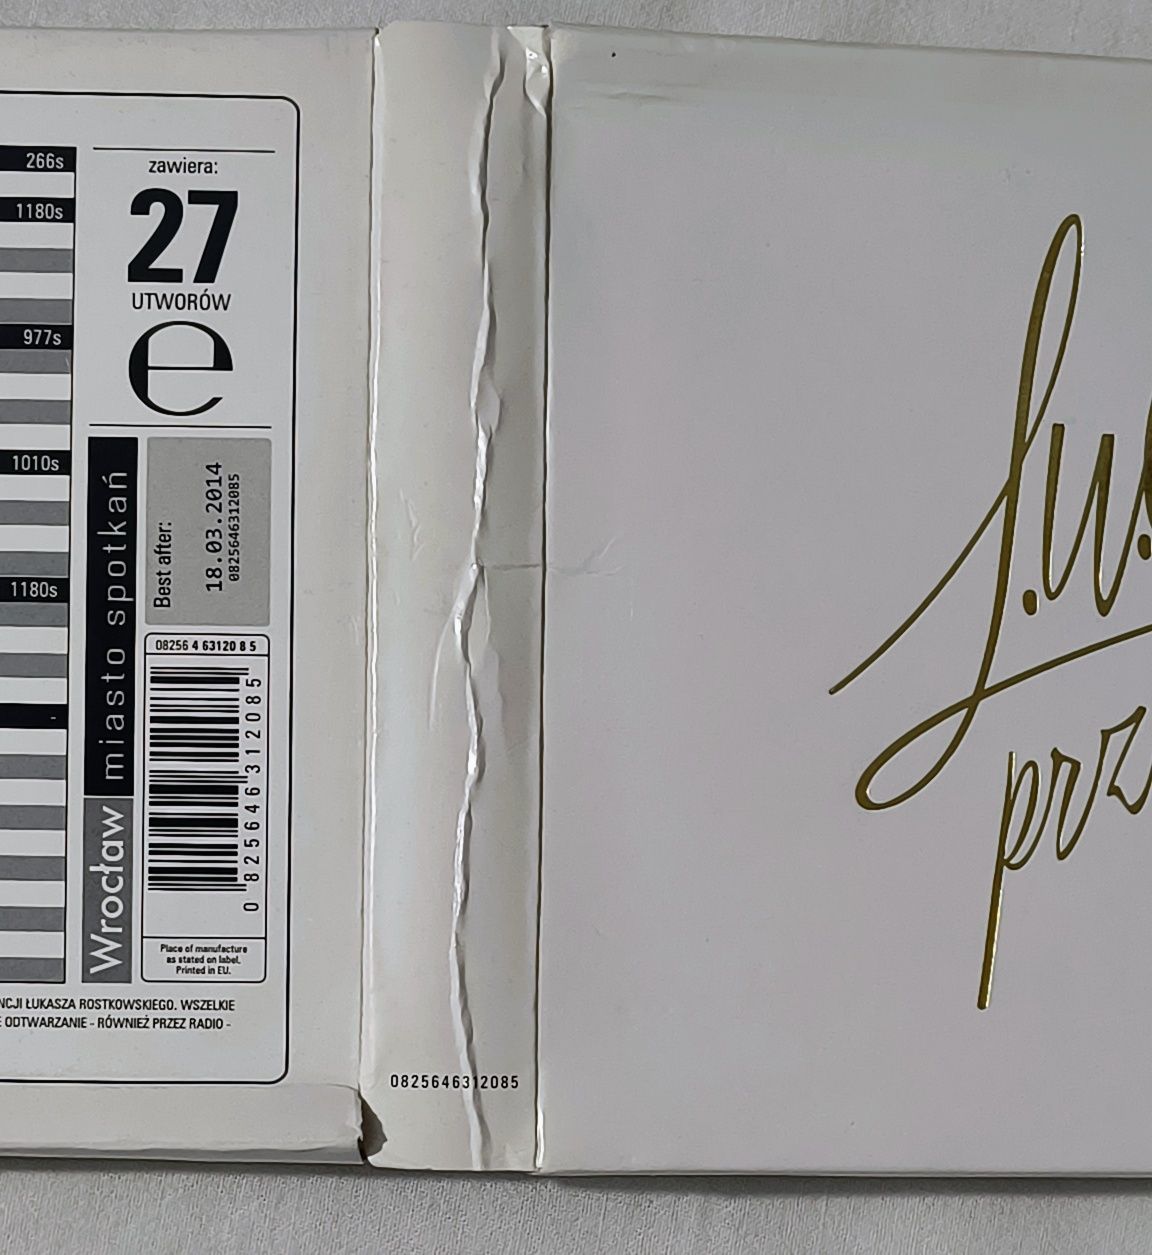 266s
1180s
977s
1010s
1180s
-
zawiera:
27
UTWORÓW
e
Wrocław miasto spotkań
Best after:
18.03.2014
0825646312085
08256 4 63120 8 5
0 825646 312085
Place of manufacture
as stated on label.
Printed in EU.
NCJI ŁUKASZA ROSTKOWSKIEGO. WSZELKIE
E ODTWARZANIE - RÓWNIEŻ PRZEZ RADIO -
0825646312085
Ł.U.
prz